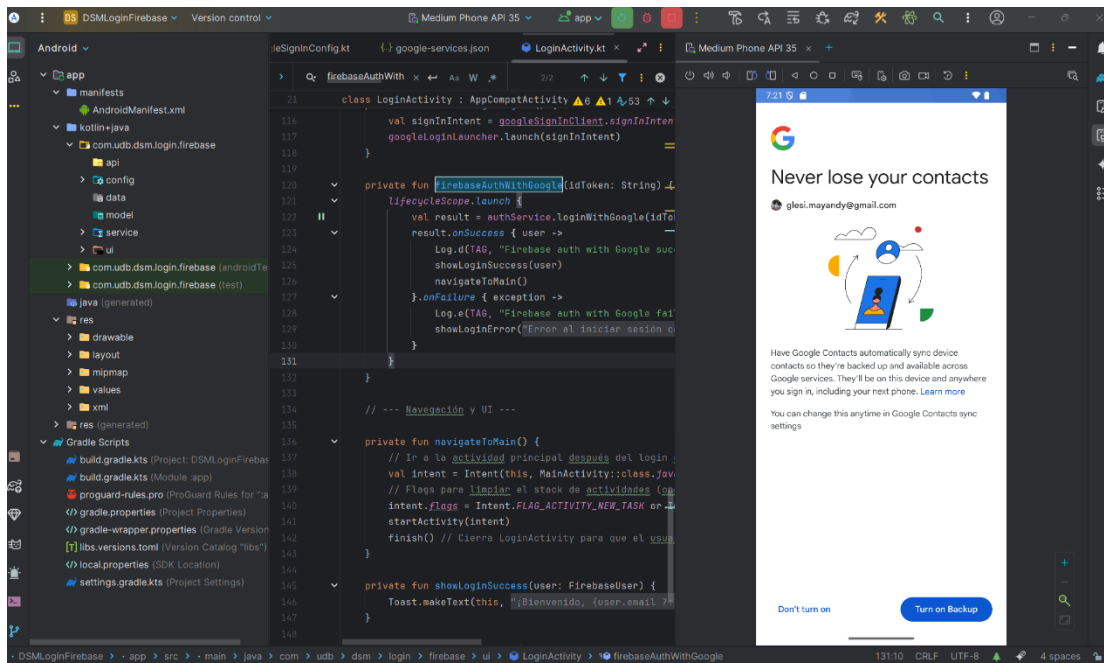 DS DSMLoginFirebase Version control Medium Phone API 35 app
Android
app
manifests
AndroidManifest.xml
kotlin+java
com.udb.dsm.login.firebase
api
config
data
model
service
ui
com.udb.dsm.login.firebase (androidTe
com.udb.dsm.login.firebase (test)
java (generated)
res
drawable
layout
mipmap
values
xml
res (generated)
Gradle Scripts
build.gradle.kts (Project: DSMLoginFirebas
build.gradle.kts (Module :app)
proguard-rules.pro (ProGuard Rules for ":a
gradle.properties (Project Properties)
gradle-wrapper.properties (Gradle Version
libs.versions.toml (Version Catalog "libs")
local.properties (SDK Location)
settings.gradle.kts (Project Settings)
leSignInConfig.kt google-services.json LoginActivity.kt
firebaseAuthWith Aa W .* 2/2
21 class LoginActivity : AppCompatActivity 6 1 53
116 val signInIntent = googleSignInClient.signInInten
117 googleLoginLauncher.launch(signInIntent)
118 }
119
120 private fun firebaseAuthWithGoogle(idToken: String) {
121 lifecycleScope.launch {
122 val result = authService.loginWithGoogle(idTo
123 result.onSuccess { user ->
124 Log.d(TAG, "Firebase auth with Google suc
125 showLoginSuccess(user)
126 navigateToMain()
127 }.onFailure { exception ->
128 Log.e(TAG, "Firebase auth with Google fai
129 showLoginError("Error al iniciar sesión c
130 }
131 }
132 }
133
134 // --- Navegación y UI ---
135
136 private fun navigateToMain() {
137 // Ir a la actividad principal después del login
138 val intent = Intent(this, MainActivity::class.java
139 // Flags para limpiar el stack de actividades
140 intent.flags = Intent.FLAG_ACTIVITY_NEW_TASK or
141 startActivity(intent)
142 finish() // Cierra LoginActivity para que el usua
143 }
144
145 private fun showLoginSuccess(user: FirebaseUser) {
146 Toast.makeText(this, "¡Bienvenido, {user.email ?
147 }
148
Medium Phone API 35
7:21
G
Never lose your contacts
glesi.mayandy@gmail.com
Have Google Contacts automatically sync device
contacts so they're backed up and available across
Google services. They'll be on this device and anywhere
you sign in, including your next phone. Learn more
You can change this anytime in Google Contacts sync
settings
Don't turn on Turn on Backup
DSMLoginFirebase > app > src > main > java > com > udb > dsm > login > firebase > ui > LoginActivity > firebaseAuthWithGoogle 131:10 CRLF UTF-8 4 spaces